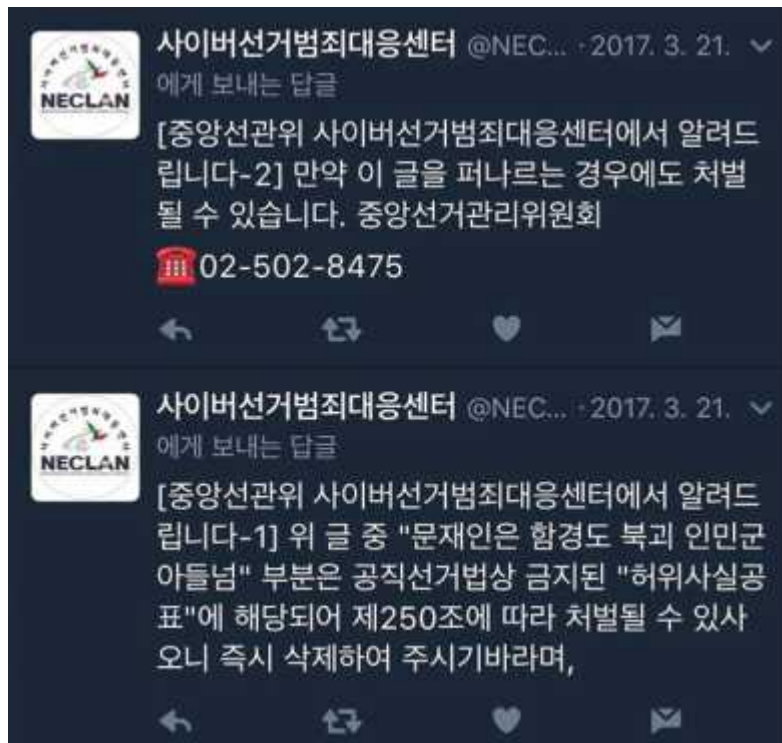 사이버선거범죄대응센터 @NEC... · 2017. 3. 21.
에게 보내는 답글
NECLAN
[중앙선관위 사이버선거범죄대응센터에서 알려드
립니다-2] 만약 이 글을 퍼나르는 경우에도 처벌
될 수 있습니다. 중앙선거관리위원회
☎02-502-8475
사이버선거범죄대응센터 @NEC... · 2017. 3. 21.
에게 보내는 답글
NECLAN
[중앙선관위 사이버선거범죄대응센터에서 알려드
립니다-1] 위 글 중 "문재인은 함경도 북괴 인민군
아들넘" 부분은 공직선거법상 금지된 "허위사실공
표"에 해당되어 제250조에 따라 처벌될 수 있사
오니 즉시 삭제하여 주시기바라며,